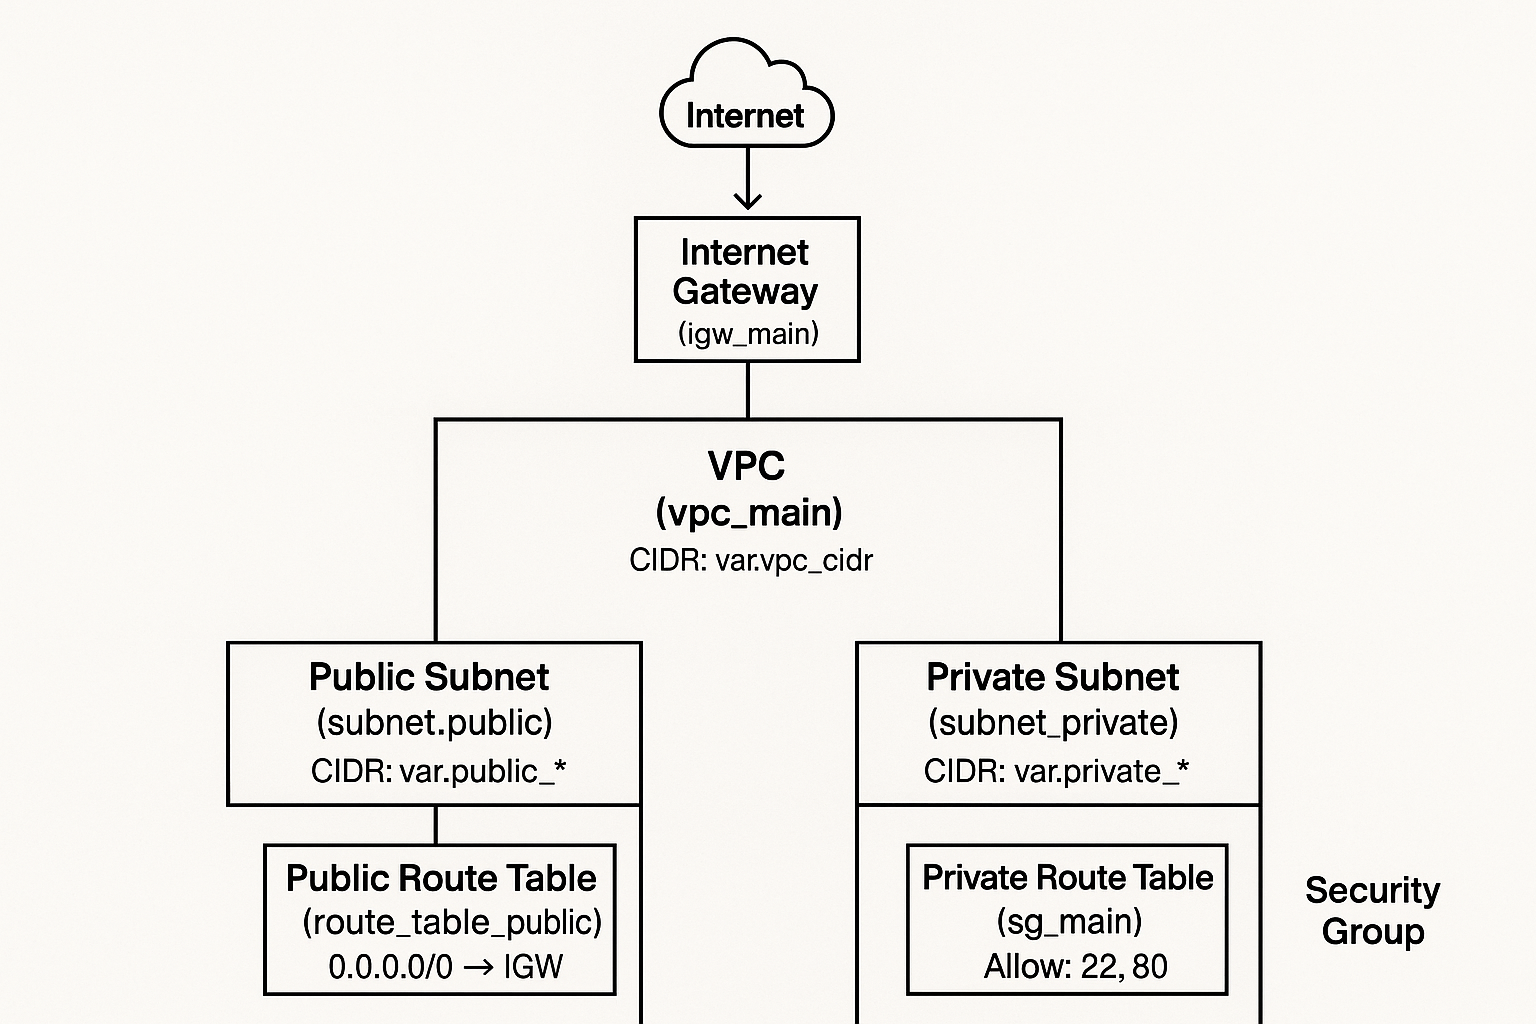 Internet
Internet
Gateway
(igw_main)
VPC
(vpc_main)
CIDR: var.vpc_cidr
Public Subnet
(subnet.public)
CIDR: var.public_*
Private Subnet
(subnet_private)
CIDR: var.private_*
Public Route Table
(route_table_public)
0.0.0.0/0 → IGW
Private Route Table
(sg_main)
Allow: 22, 80
Security
Group